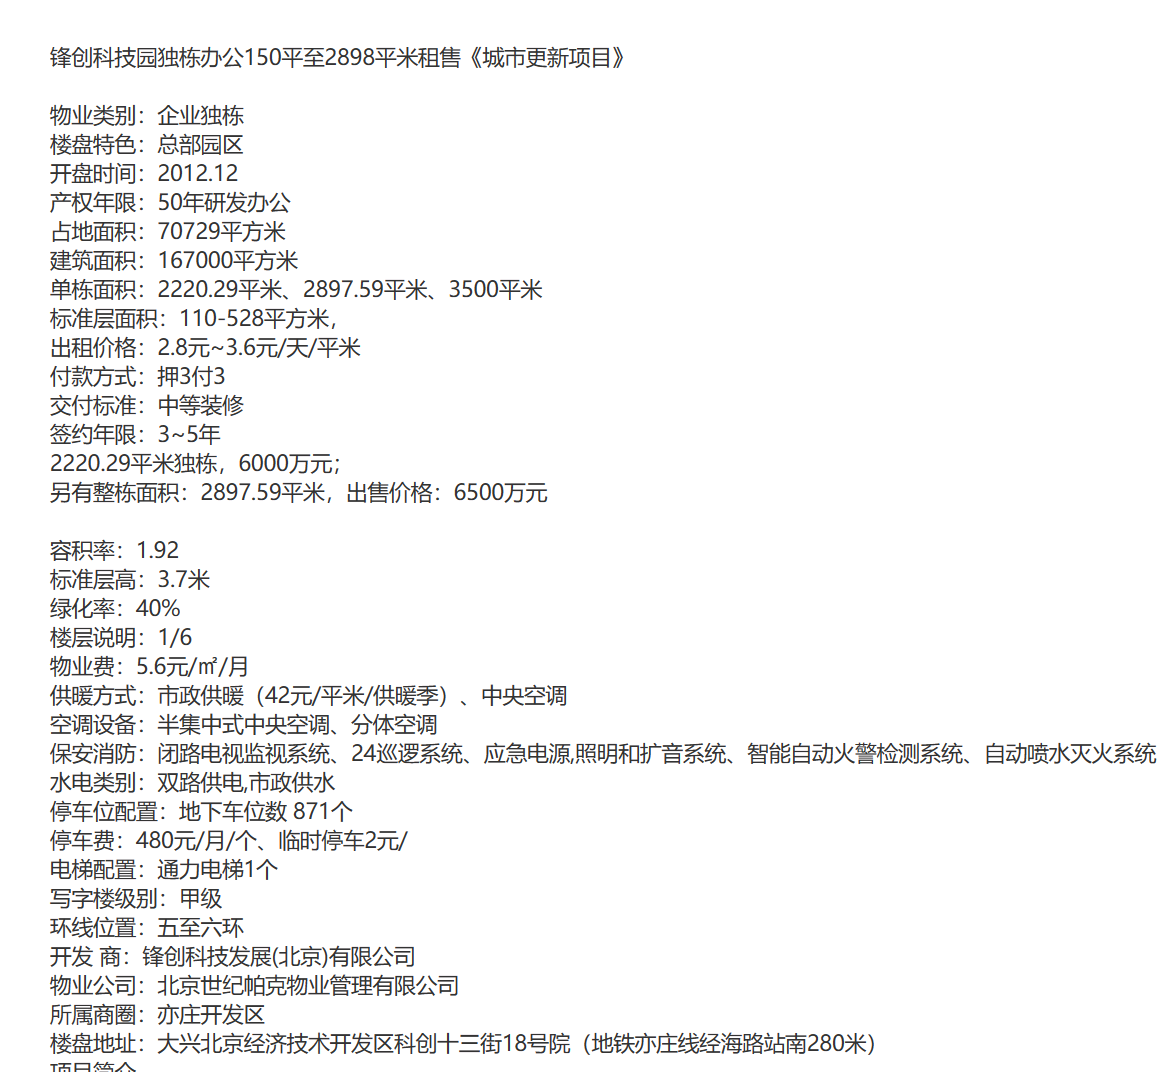 锋创科技园独栋办公150平至2898平米租售《城市更新项目》
物业类别：企业独栋
楼盘特色：总部园区
开盘时间：2012.12
产权年限：50年研发办公
占地面积：70729平方米
建筑面积：167000平方米
单栋面积：2220.29平米、2897.59平米、3500平米
标准层面积：110-528平方米，
出租价格：2.8元~3.6元/天/平米
付款方式：押3付3
交付标准：中等装修
签约年限：3~5年
2220.29平米独栋，6000万元；
另有整栋面积：2897.59平米，出售价格：6500万元
容积率：1.92
标准层高：3.7米
绿化率：40%
楼层说明：1/6
物业费：5.6元/㎡/月
供暖方式：市政供暖（42元/平米/供暖季）、中央空调
空调设备：半集中式中央空调、分体空调
保安消防：闭路电视监视系统、24巡逻系统、应急电源,照明和扩音系统、智能自动火警检测系统、自动喷水灭火系统
水电类别：双路供电,市政供水
停车位配置：地下车位数 871个
停车费：480元/月/个、临时停车2元/
电梯配置：通力电梯1个
写字楼级别：甲级
环线位置：五至六环
开发 商：锋创科技发展(北京)有限公司
物业公司：北京世纪帕克物业管理有限公司
所属商圈：亦庄开发区
楼盘地址：大兴北京经济技术开发区科创十三街18号院（地铁亦庄线经海路站南280米）
项目简介